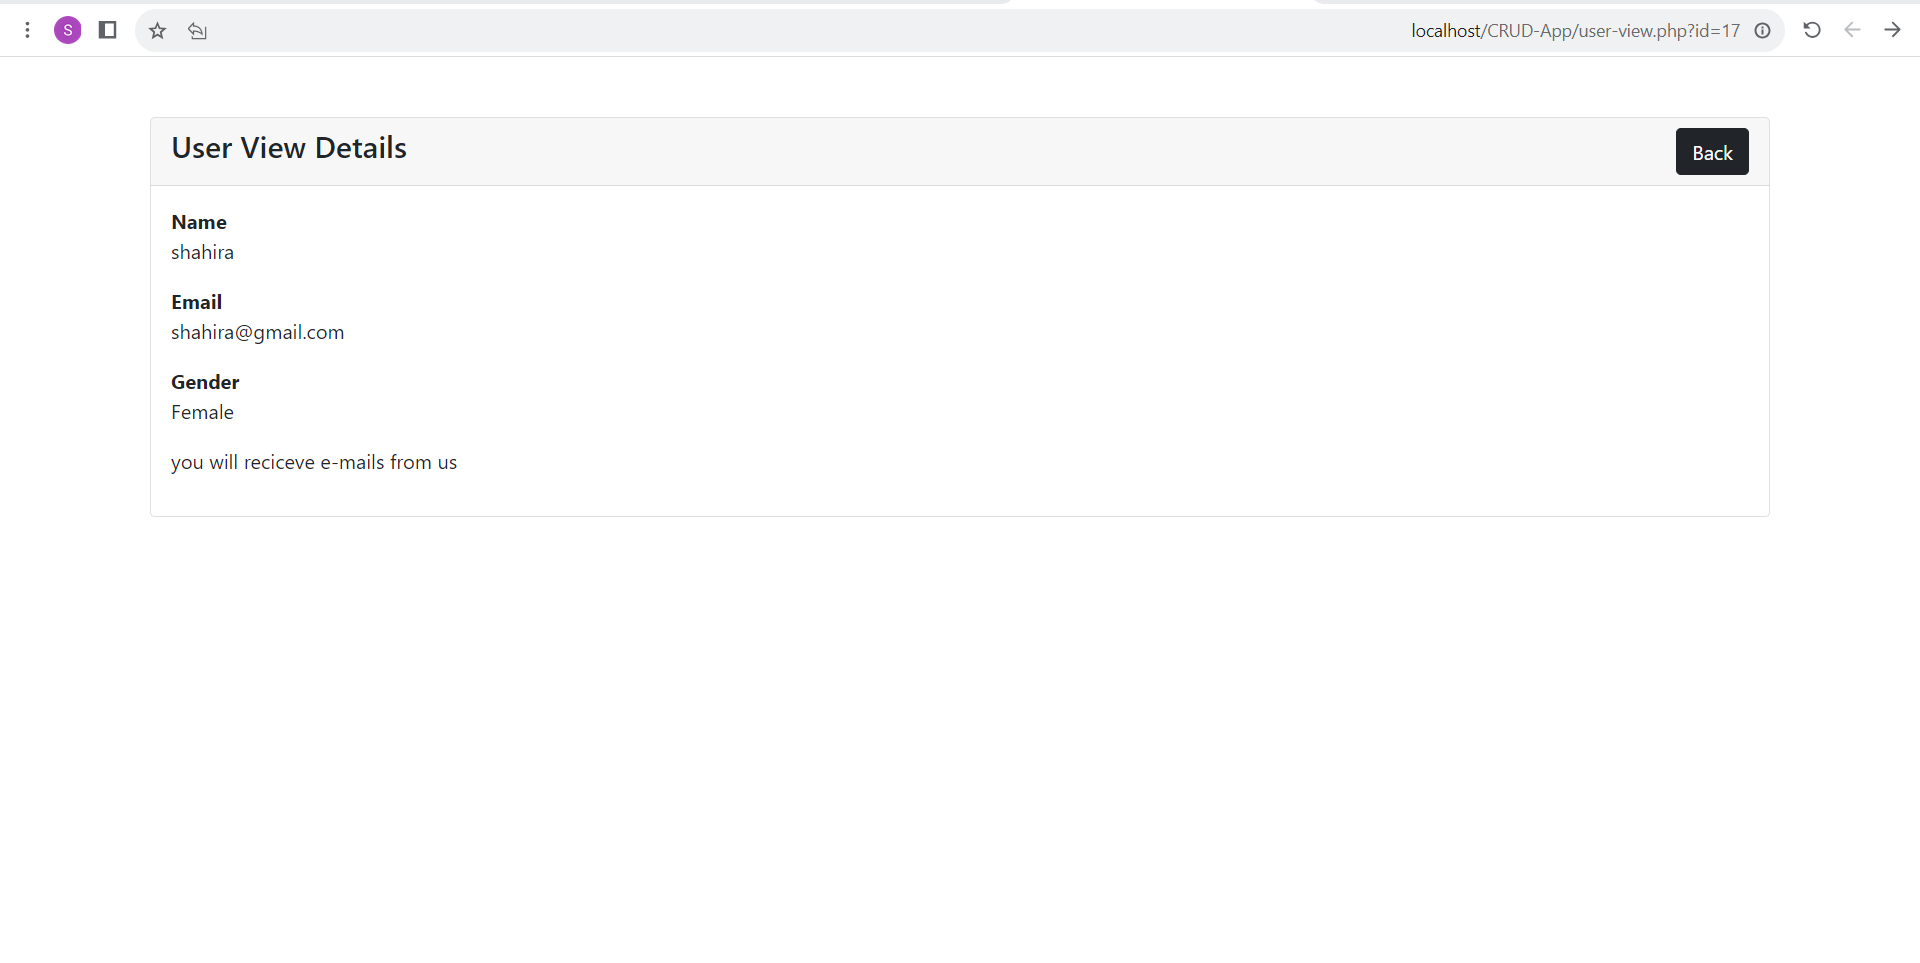 S
localhost/CRUD-App/user-view.php?id=17
User View Details
Back
Name
shahira
Email
shahira@gmail.com
Gender
Female
you will reciceve e-mails from us